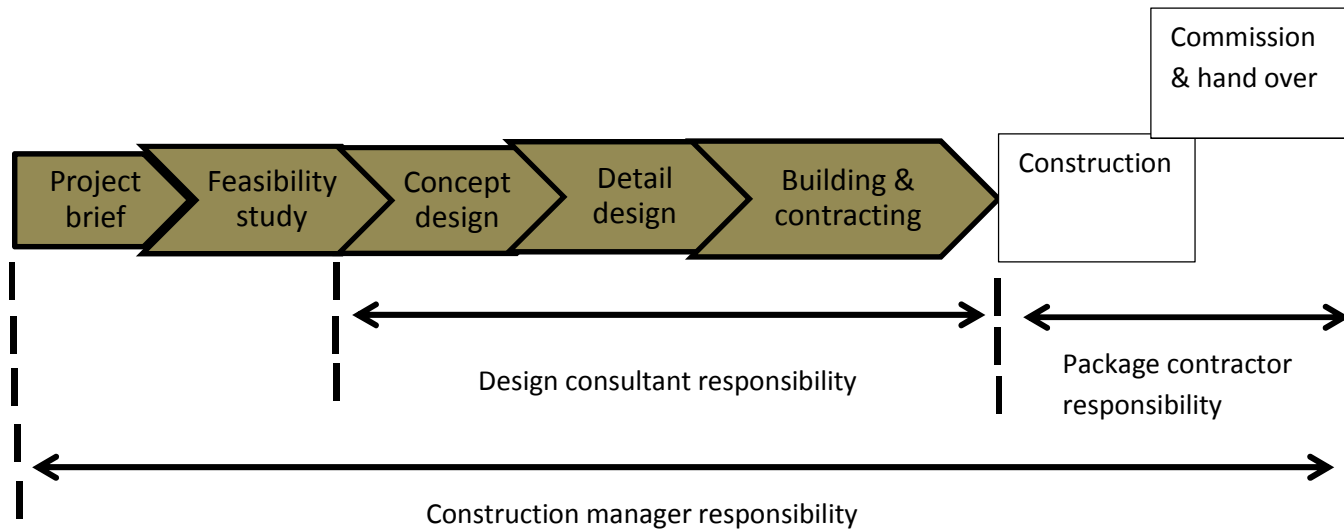 Commission
& hand over
Construction
Project
brief
Feasibility
study
Concept
design
Detail
design
Building &
contracting
Design consultant responsibility
Package contractor
responsibility
Construction manager responsibility